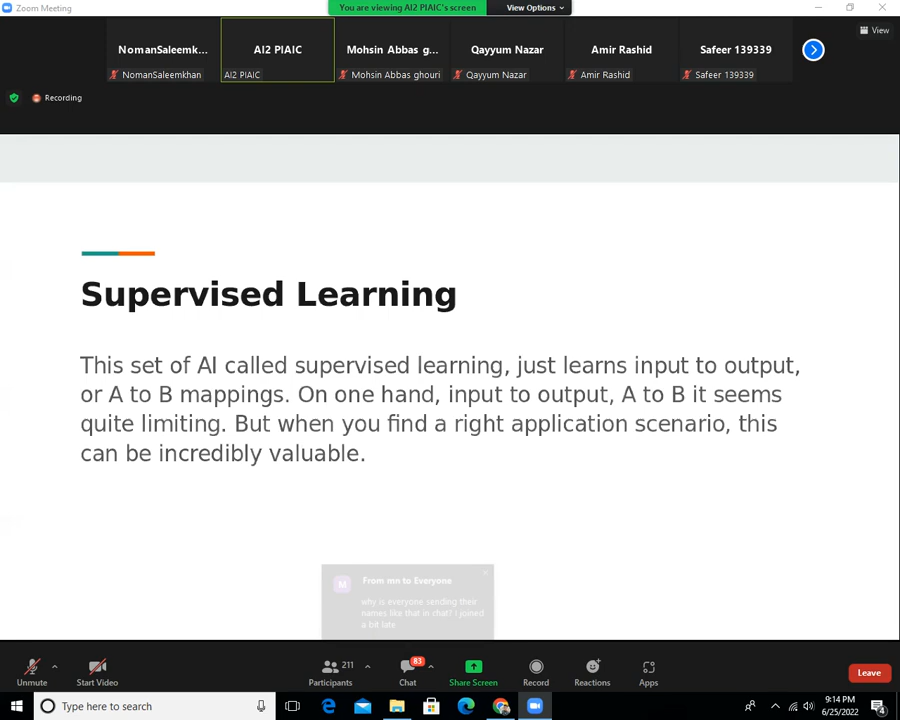 Zoom Meeting
You are viewing AI2 PIAIC's screen
View Options
NomanSaleemk...
AI2 PIAIC
Mohsin Abbas g...
Qayyum Nazar
Amir Rashid
Safeer 139339
View
NomanSaleemkhan
AI2 PIAIC
Mohsin Abbas ghouri
Qayyum Nazar
Amir Rashid
Safeer 139339
Recording
Supervised Learning
This set of AI called supervised learning, just learns input to output,
or A to B mappings. On one hand, input to output, A to B it seems
quite limiting. But when you find a right application scenario, this
can be incredibly valuable.
M
From mn to Everyone
why is everyone sending their
names like that in chat? i joined
a bit late
Unmute
Start Video
211
Participants
83
Chat
Share Screen
Record
Reactions
Apps
Leave
Type here to search
9:14 PM
6/25/2022
4